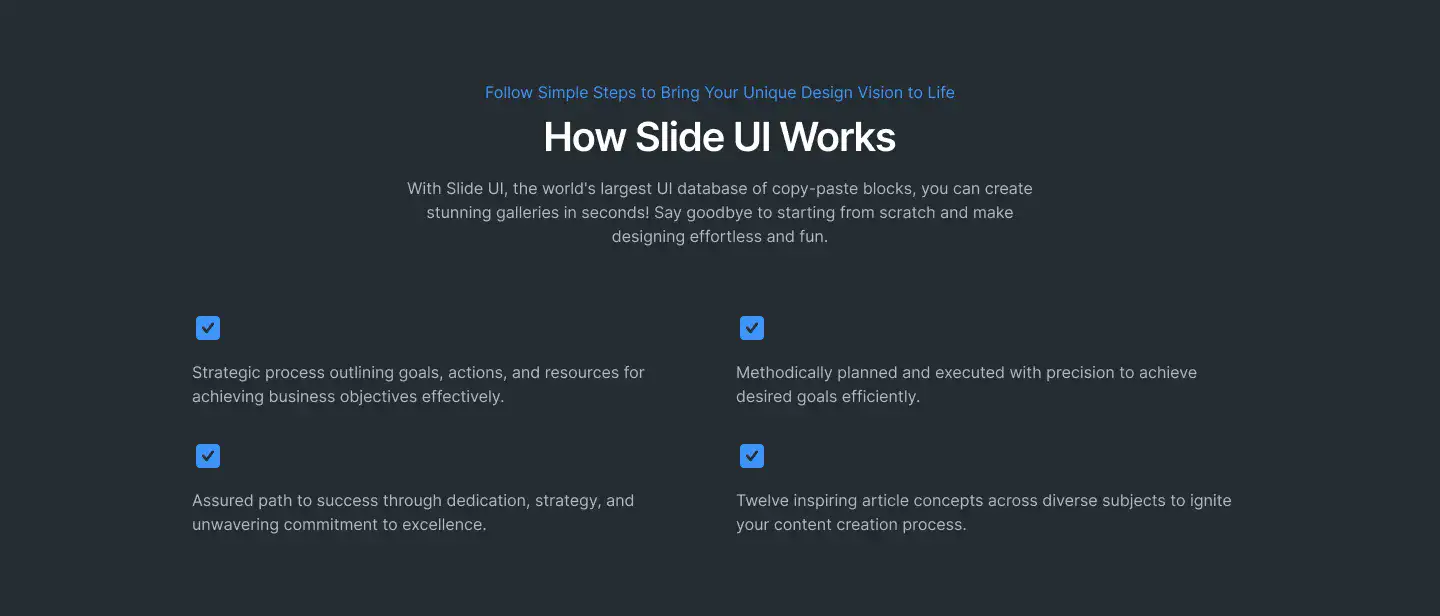 Follow Simple Steps to Bring Your Unique Design Vision to Life
How Slide UI Works
With Slide UI, the world's largest UI database of copy-paste blocks, you can create
stunning galleries in seconds! Say goodbye to starting from scratch and make
designing effortless and fun.
Strategic process outlining goals, actions, and resources for
achieving business objectives effectively.
Methodically planned and executed with precision to achieve
desired goals efficiently.
Assured path to success through dedication, strategy, and
unwavering commitment to excellence.
Twelve inspiring article concepts across diverse subjects to ignite
your content creation process.